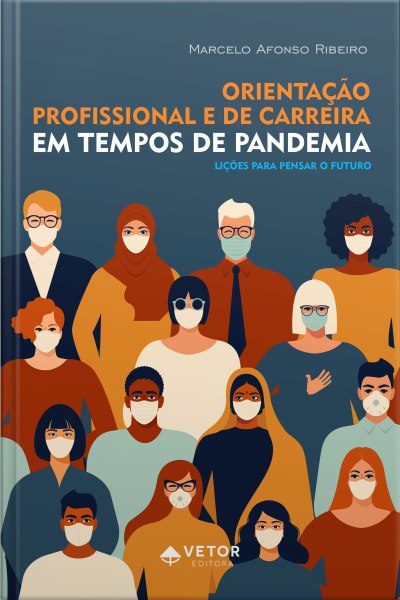 Marcelo Afonso Ribeiro
ORIENTAÇÃO
PROFISSIONAL E DE CARREIRA
EM TEMPOS DE PANDEMIA
LIÇÕES PARA PENSAR O FUTURO
VETOR
EDITORA